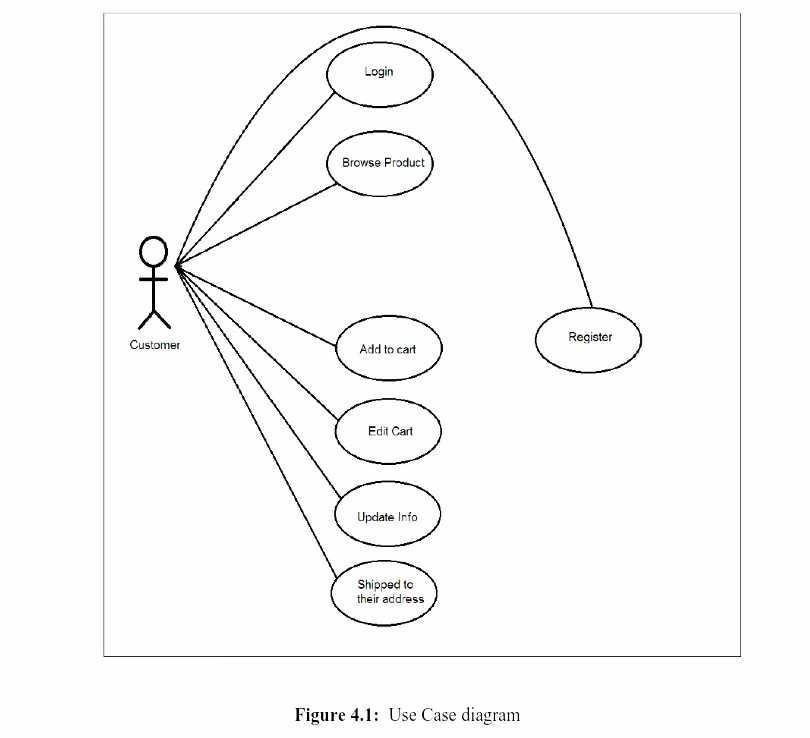 Login
Browse Product
Customer
Add to cart
Register
Edit Cart
Update Info
Shipped to
their address
Figure 4.1: Use Case diagram